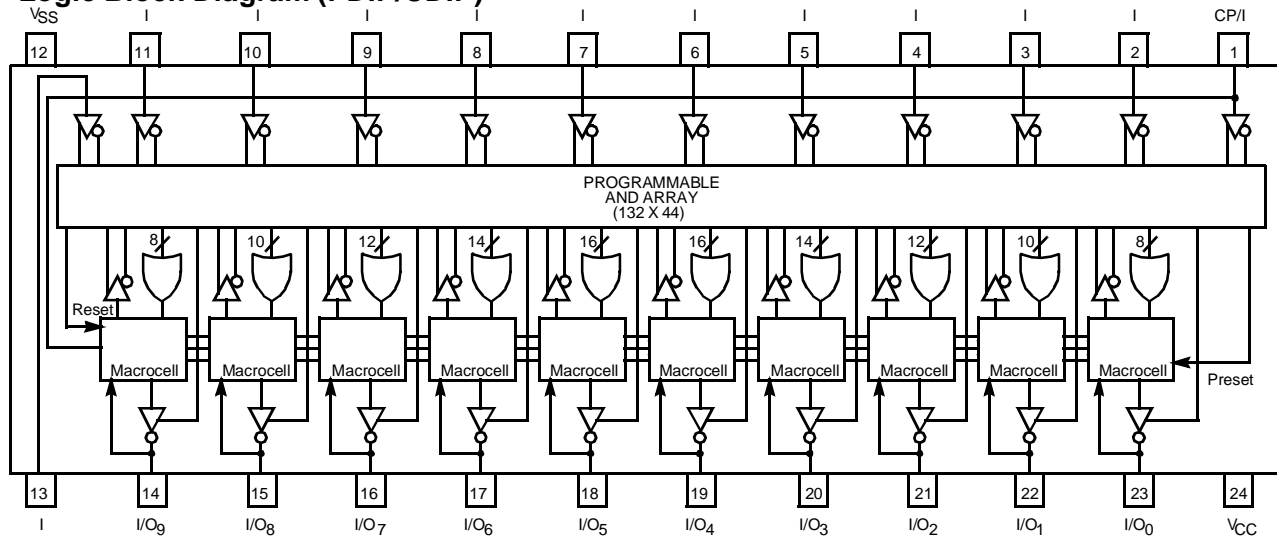 V_SS I I I I I I I I I I CP/I
12 11 10 9 8 7 6 5 4 3 2 1
PROGRAMMABLE
AND ARRAY
(132 X 44)
8 10 12 14 16 16 14 12 10 8
Reset
Macrocell Macrocell Macrocell Macrocell Macrocell Macrocell Macrocell Macrocell Macrocell Macrocell
Preset
13 14 15 16 17 18 19 20 21 22 23 24
I I/O9 I/O8 I/O7 I/O6 I/O5 I/O4 I/O3 I/O2 I/O1 I/O0 VCC